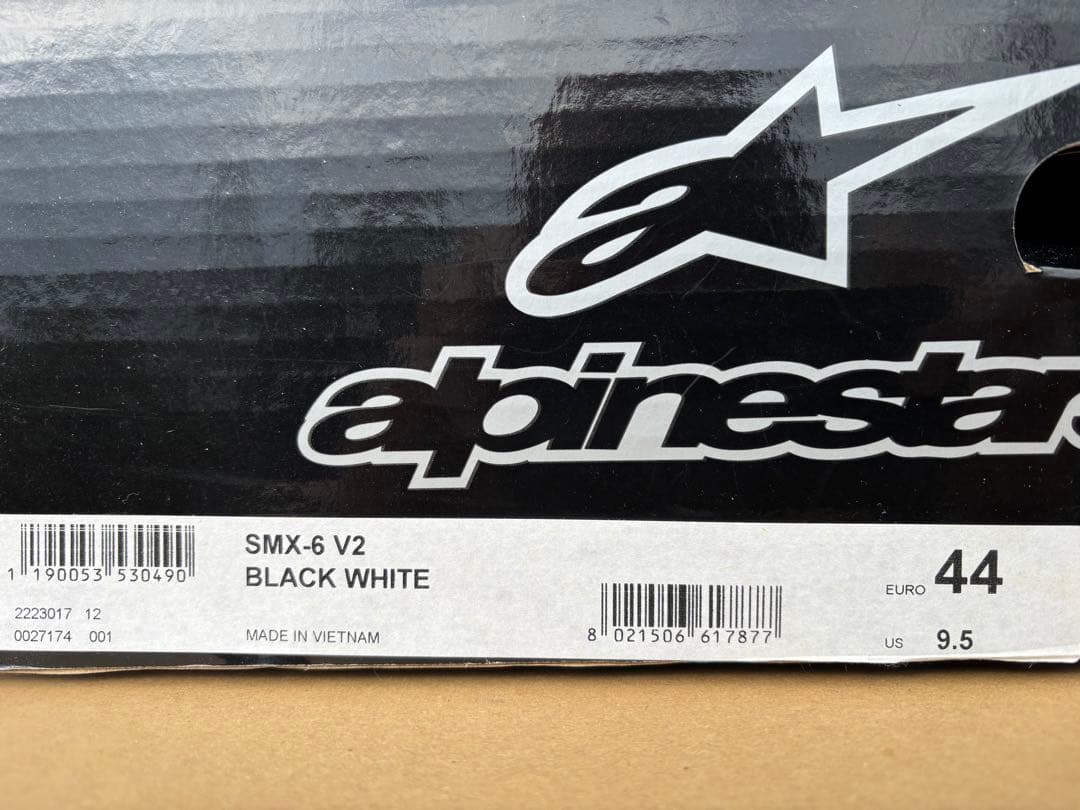 alpinestars
1 190053 530490
SMX-6 V2
BLACK WHITE
2223017 12
0027174 001
MADE IN VIETNAM
8 021506 617877
EURO 44
US 9.5